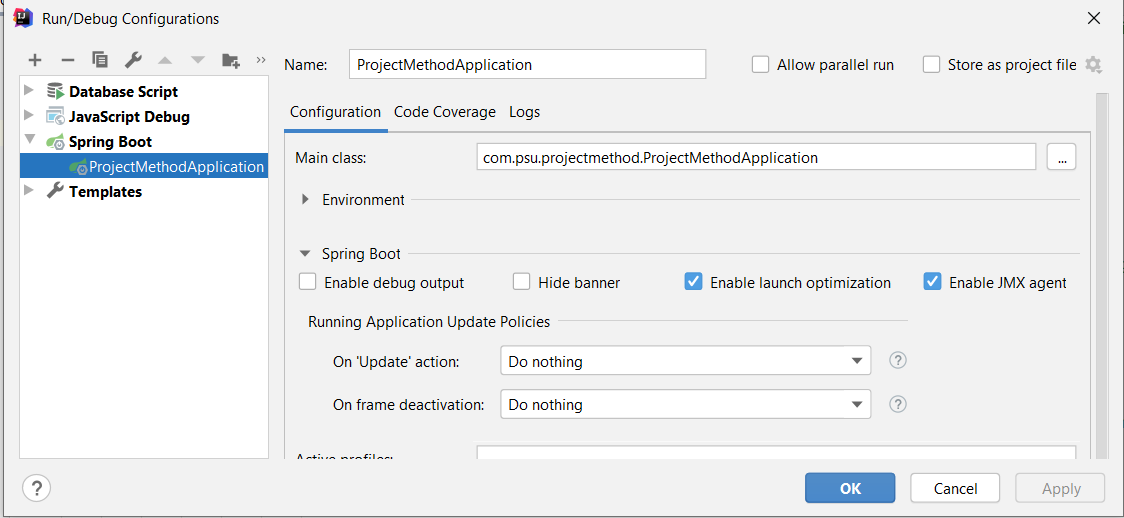 Run/Debug Configurations
Name: ProjectMethodApplication Allow parallel run Store as project file
Database Script
JavaScript Debug
Spring Boot
ProjectMethodApplication
Templates
Configuration Code Coverage Logs
Main class: com.psu.projectmethod.ProjectMethodApplication ...
Environment
Spring Boot
Enable debug output Hide banner Enable launch optimization Enable JMX agent
Running Application Update Policies
On 'Update' action: Do nothing ?
On frame deactivation: Do nothing ?
Active profiles:
? OK Cancel Apply